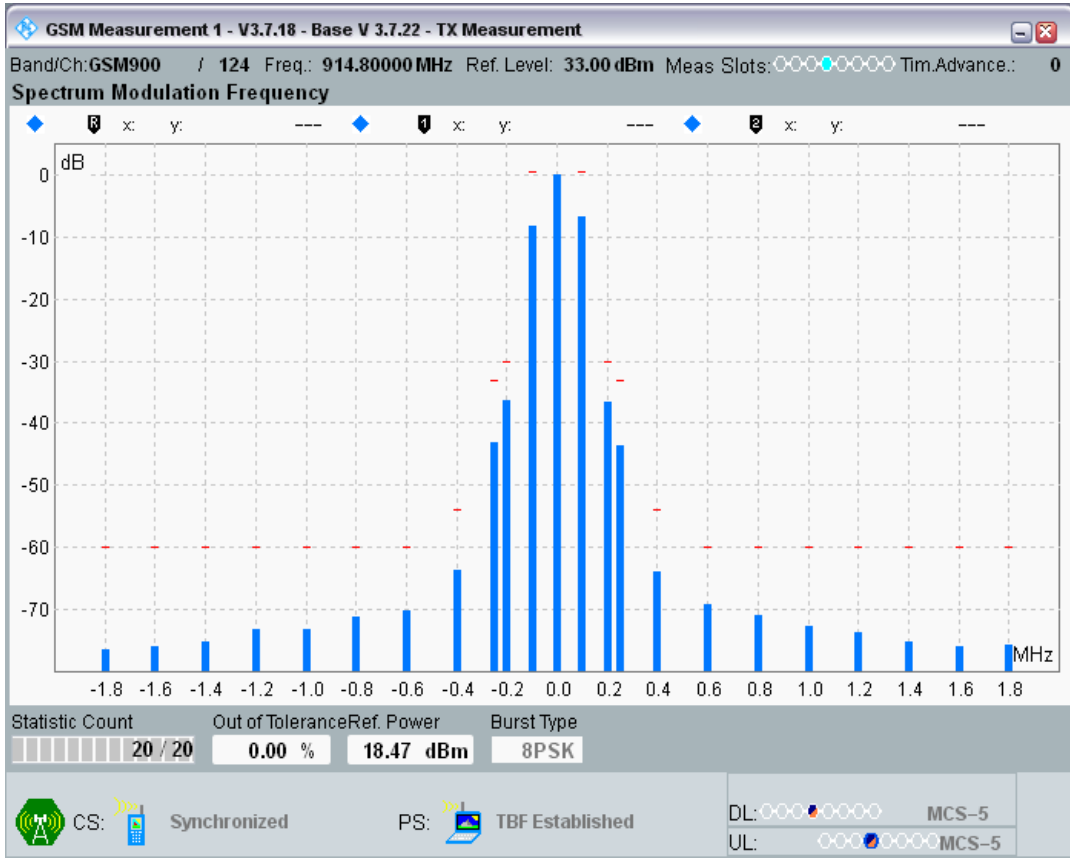 GSM Measurement 1 - V3.7.18 - Base V 3.7.22 - TX Measurement
Band/Ch:GSM900 / 124 Freq.: 914.80000 MHz Ref. Level: 33.00 dBm Meas Slots: Tim.Advance.: 0
Spectrum Modulation Frequency
R x: y: --- 1 x: y: --- 2 x: y: ---
dB
0
-10
-20
-30
-40
-50
-60
-70
MHz
-1.8 -1.6 -1.4 -1.2 -1.0 -0.8 -0.6 -0.4 -0.2 0.0 0.2 0.4 0.6 0.8 1.0 1.2 1.4 1.6 1.8
Statistic Count Out of Tolerance Ref. Power Burst Type
20 / 20 0.00 % 18.47 dBm 8PSK
CS: Synchronized PS: TBF Established
DL: MCS-5
UL: MCS-5